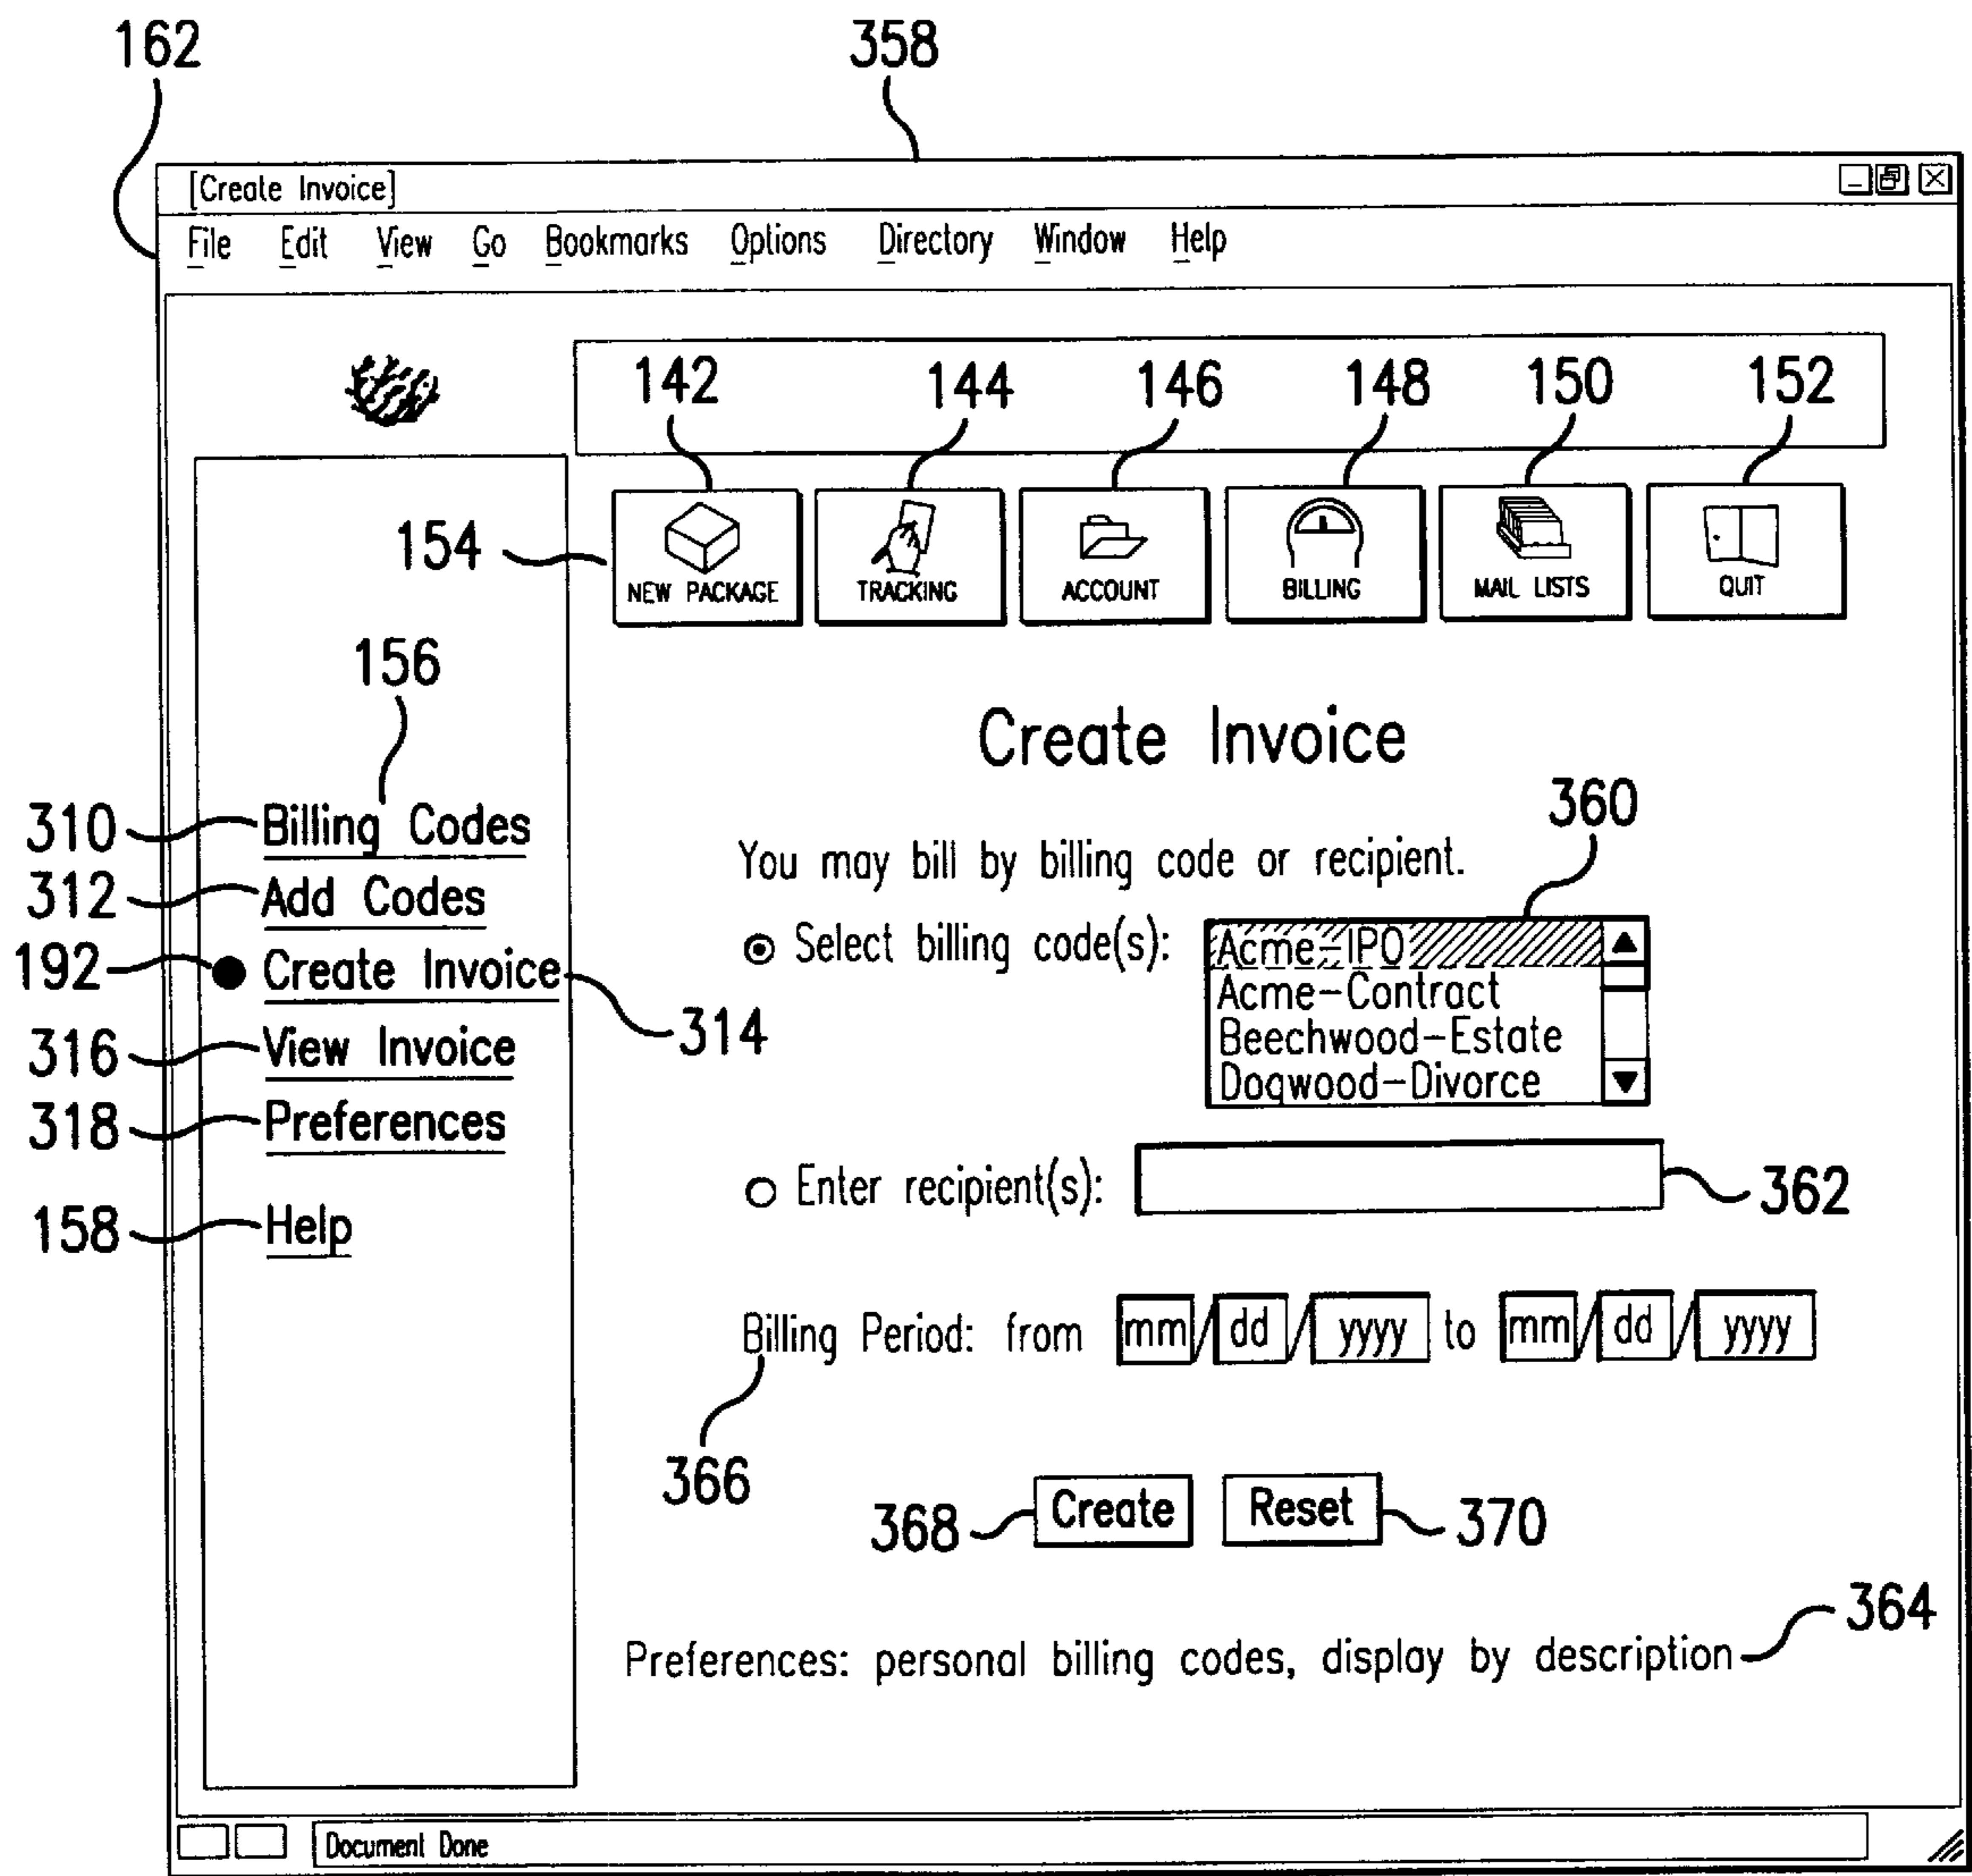 162
358
[Create Invoice]
File Edit View Go Bookmarks Options Directory Window Help
142 144 146 148 150 152
154
NEW PACKAGE TRACKING ACCOUNT BILLING MAIL LISTS QUIT
156
Create Invoice
310 Billing Codes
312 Add Codes
192 Create Invoice
314
316 View Invoice
318 Preferences
158 Help
You may bill by billing code or recipient.
360
Select billing code(s):
Acme-IPO
Acme-Contract
Beechwood-Estate
Dogwood-Divorce
Enter recipient(s):
362
Billing Period: from mm/dd/yyyy to mm/dd/yyyy
366
368 Create Reset 370
364
Preferences: personal billing codes, display by description
Document Done